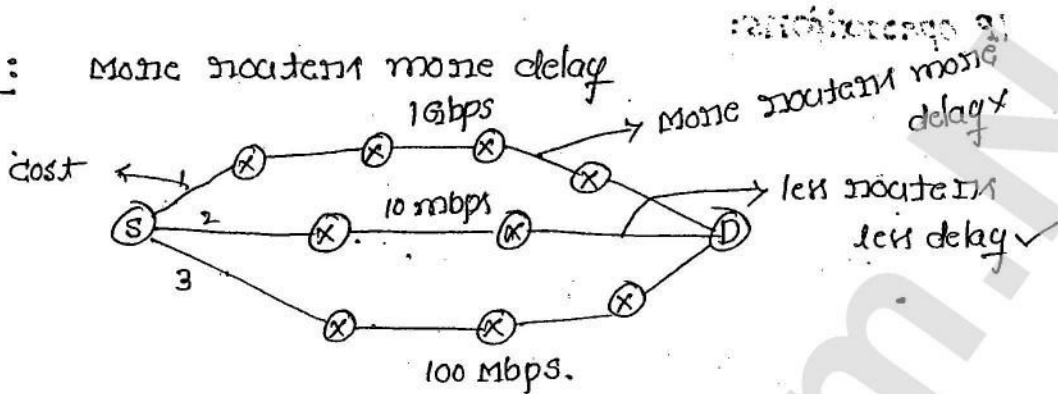 : More routers more delay
1Gbps
More routers more
delay x
cost
1
S
2
10 mbps
less routers
less delay ✓
D
3
100 Mbps.